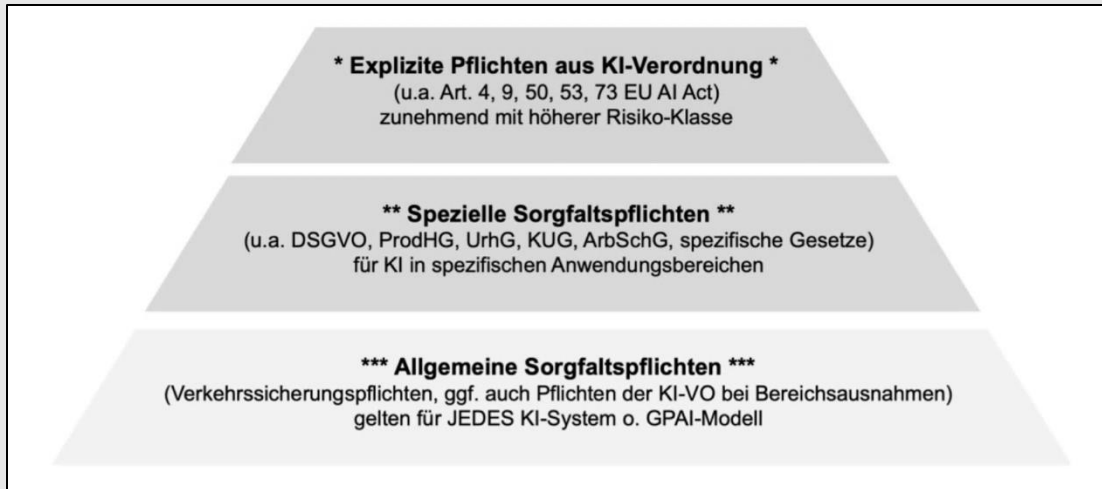 * Explizite Pflichten aus KI-Verordnung *
(u.a. Art. 4, 9, 50, 53, 73 EU AI Act)
zunehmend mit höherer Risiko-Klasse
** Spezielle Sorgfaltspflichten **
(u.a. DSGVO, ProdHG, UrhG, KUG, ArbSchG, spezifische Gesetze)
für KI in spezifischen Anwendungsbereichen
*** Allgemeine Sorgfaltspflichten ***
(Verkehrssicherungspflichten, ggf. auch Pflichten der KI-VO bei Bereichsausnahmen)
gelten für JEDES KI-System o. GPAI-Modell